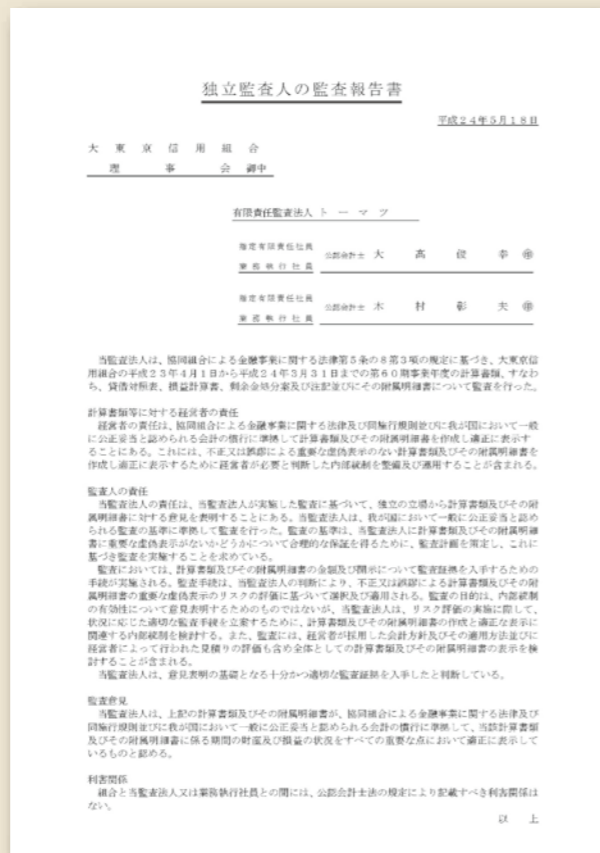 独立監査人の監査報告書
平成24年5月18日
大東京信用組合
理事会 御中
有限責任監査法人 トーマツ
指定有限責任社員
業務執行社員
公認会計士 大高俊幸 ㊞
指定有限責任社員
業務執行社員
公認会計士 木村彰夫 ㊞
当監査法人は、協同組合による金融事業に関する法律第5条の8第3項の規定に基づき、大東京信
用組合の平成23年4月1日から平成24年3月31日までの第60期事業年度の計算書類、すなわ
ち、貸借対照表、損益計算書、剰余金処分案及び注記並びにその附属明細書について監査を行った。
計算書類等に対する経営者の責任
経営者の責任は、協同組合による金融事業に関する法律及び同施行規則並びに我が国において一般
に公正妥当と認められる会計の慣行に準拠して計算書類及びその附属明細書を作成し適正に表示す
ることにある。これには、不正又は誤謬による重要な虚偽表示のない計算書類及びその附属明細書を
作成し適正に表示するために経営者が必要と判断した内部統制を整備及び運用することが含まれる。
監査人の責任
当監査法人の責任は、当監査法人が実施した監査に基づいて、独立の立場から計算書類及びその附
属明細書に対する意見を表明することにある。当監査法人は、我が国において一般に公正妥当と認め
られる監査の基準に準拠して監査を行った。監査の基準は、当監査法人に計算書類及びその附属明細
書に重要な虚偽表示がないかどうかについて合理的な保証を得るために、監査計画を策定し、これに
基づき監査を実施することを求めている。
監査においては、計算書類及びその附属明細書の金額及び開示について監査証拠を入手するための
手続が実施される。監査手続は、当監査法人の判断により、不正又は誤謬による計算書類及びその附
属明細書の重要な虚偽表示のリスクの評価に基づいて選択及び適用される。監査の目的は、内部統制
の有効性について意見表明するためのものではないが、当監査法人は、リスク評価の実施に際して、
状況に応じた適切な監査手続を立案するために、計算書類及びその附属明細書の作成と適正な表示に
関連する内部統制を検討する。また、監査には、経営者が採用した会計方針及びその適用方法並びに
経営者によって行われた見積りの評価も含め全体としての計算書類及びその附属明細書の表示を検
討することが含まれる。
当監査法人は、意見表明の基礎となる十分かつ適切な監査証拠を入手したと判断している。
監査意見
当監査法人は、上記の計算書類及びその附属明細書が、協同組合による金融事業に関する法律及び
同施行規則並びに我が国において一般に公正妥当と認められる会計の慣行に準拠して、当該計算書類
及びその附属明細書に係る期間の財産及び損益の状況をすべての重要な点において適正に表示して
いるものと認める。
利害関係
組合と当監査法人又は業務執行社員との間には、公認会計士法の規定により記載すべき利害関係は
ない。
以上